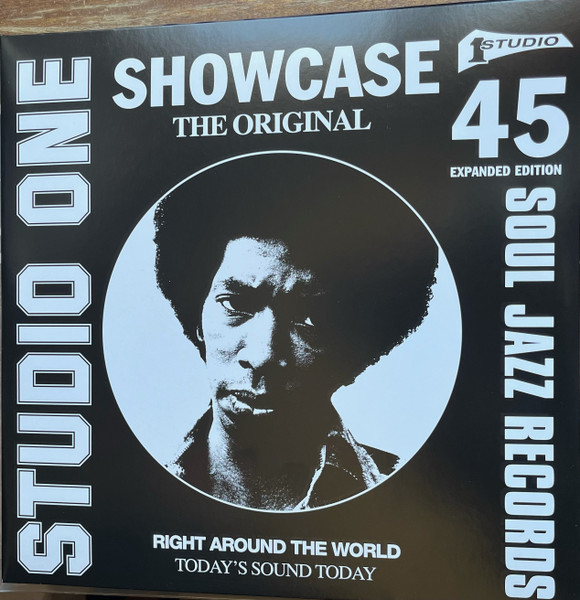 STUDIO ONE
SHOWCASE
THE ORIGINAL
1 STUDIO
45
EXPANDED EDITION
SOUL JAZZ RECORDS
RIGHT AROUND THE WORLD
TODAY'S SOUND TODAY